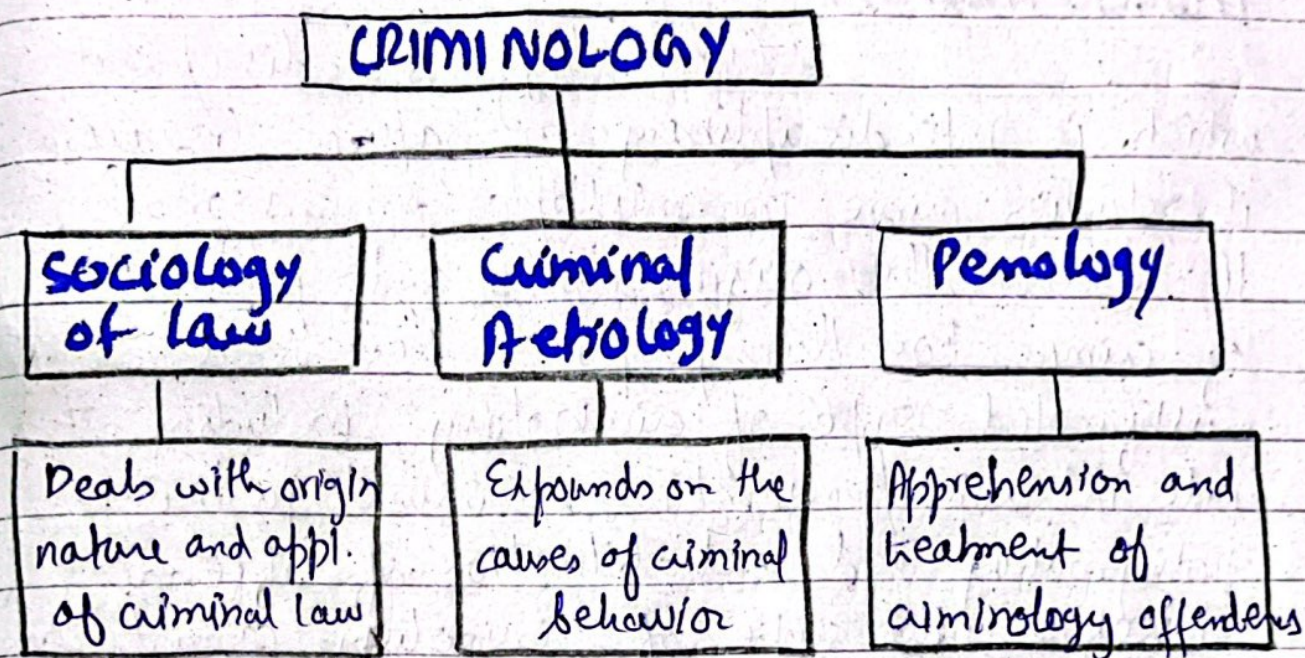 CRIMINOLOGY
Sociology
of law
Criminal
Aetiology
Penology
Deals with origin
nature and appl.
of criminal law
Expounds on the
causes of criminal
behavior
Apprehension and
treatment of
criminology offenders